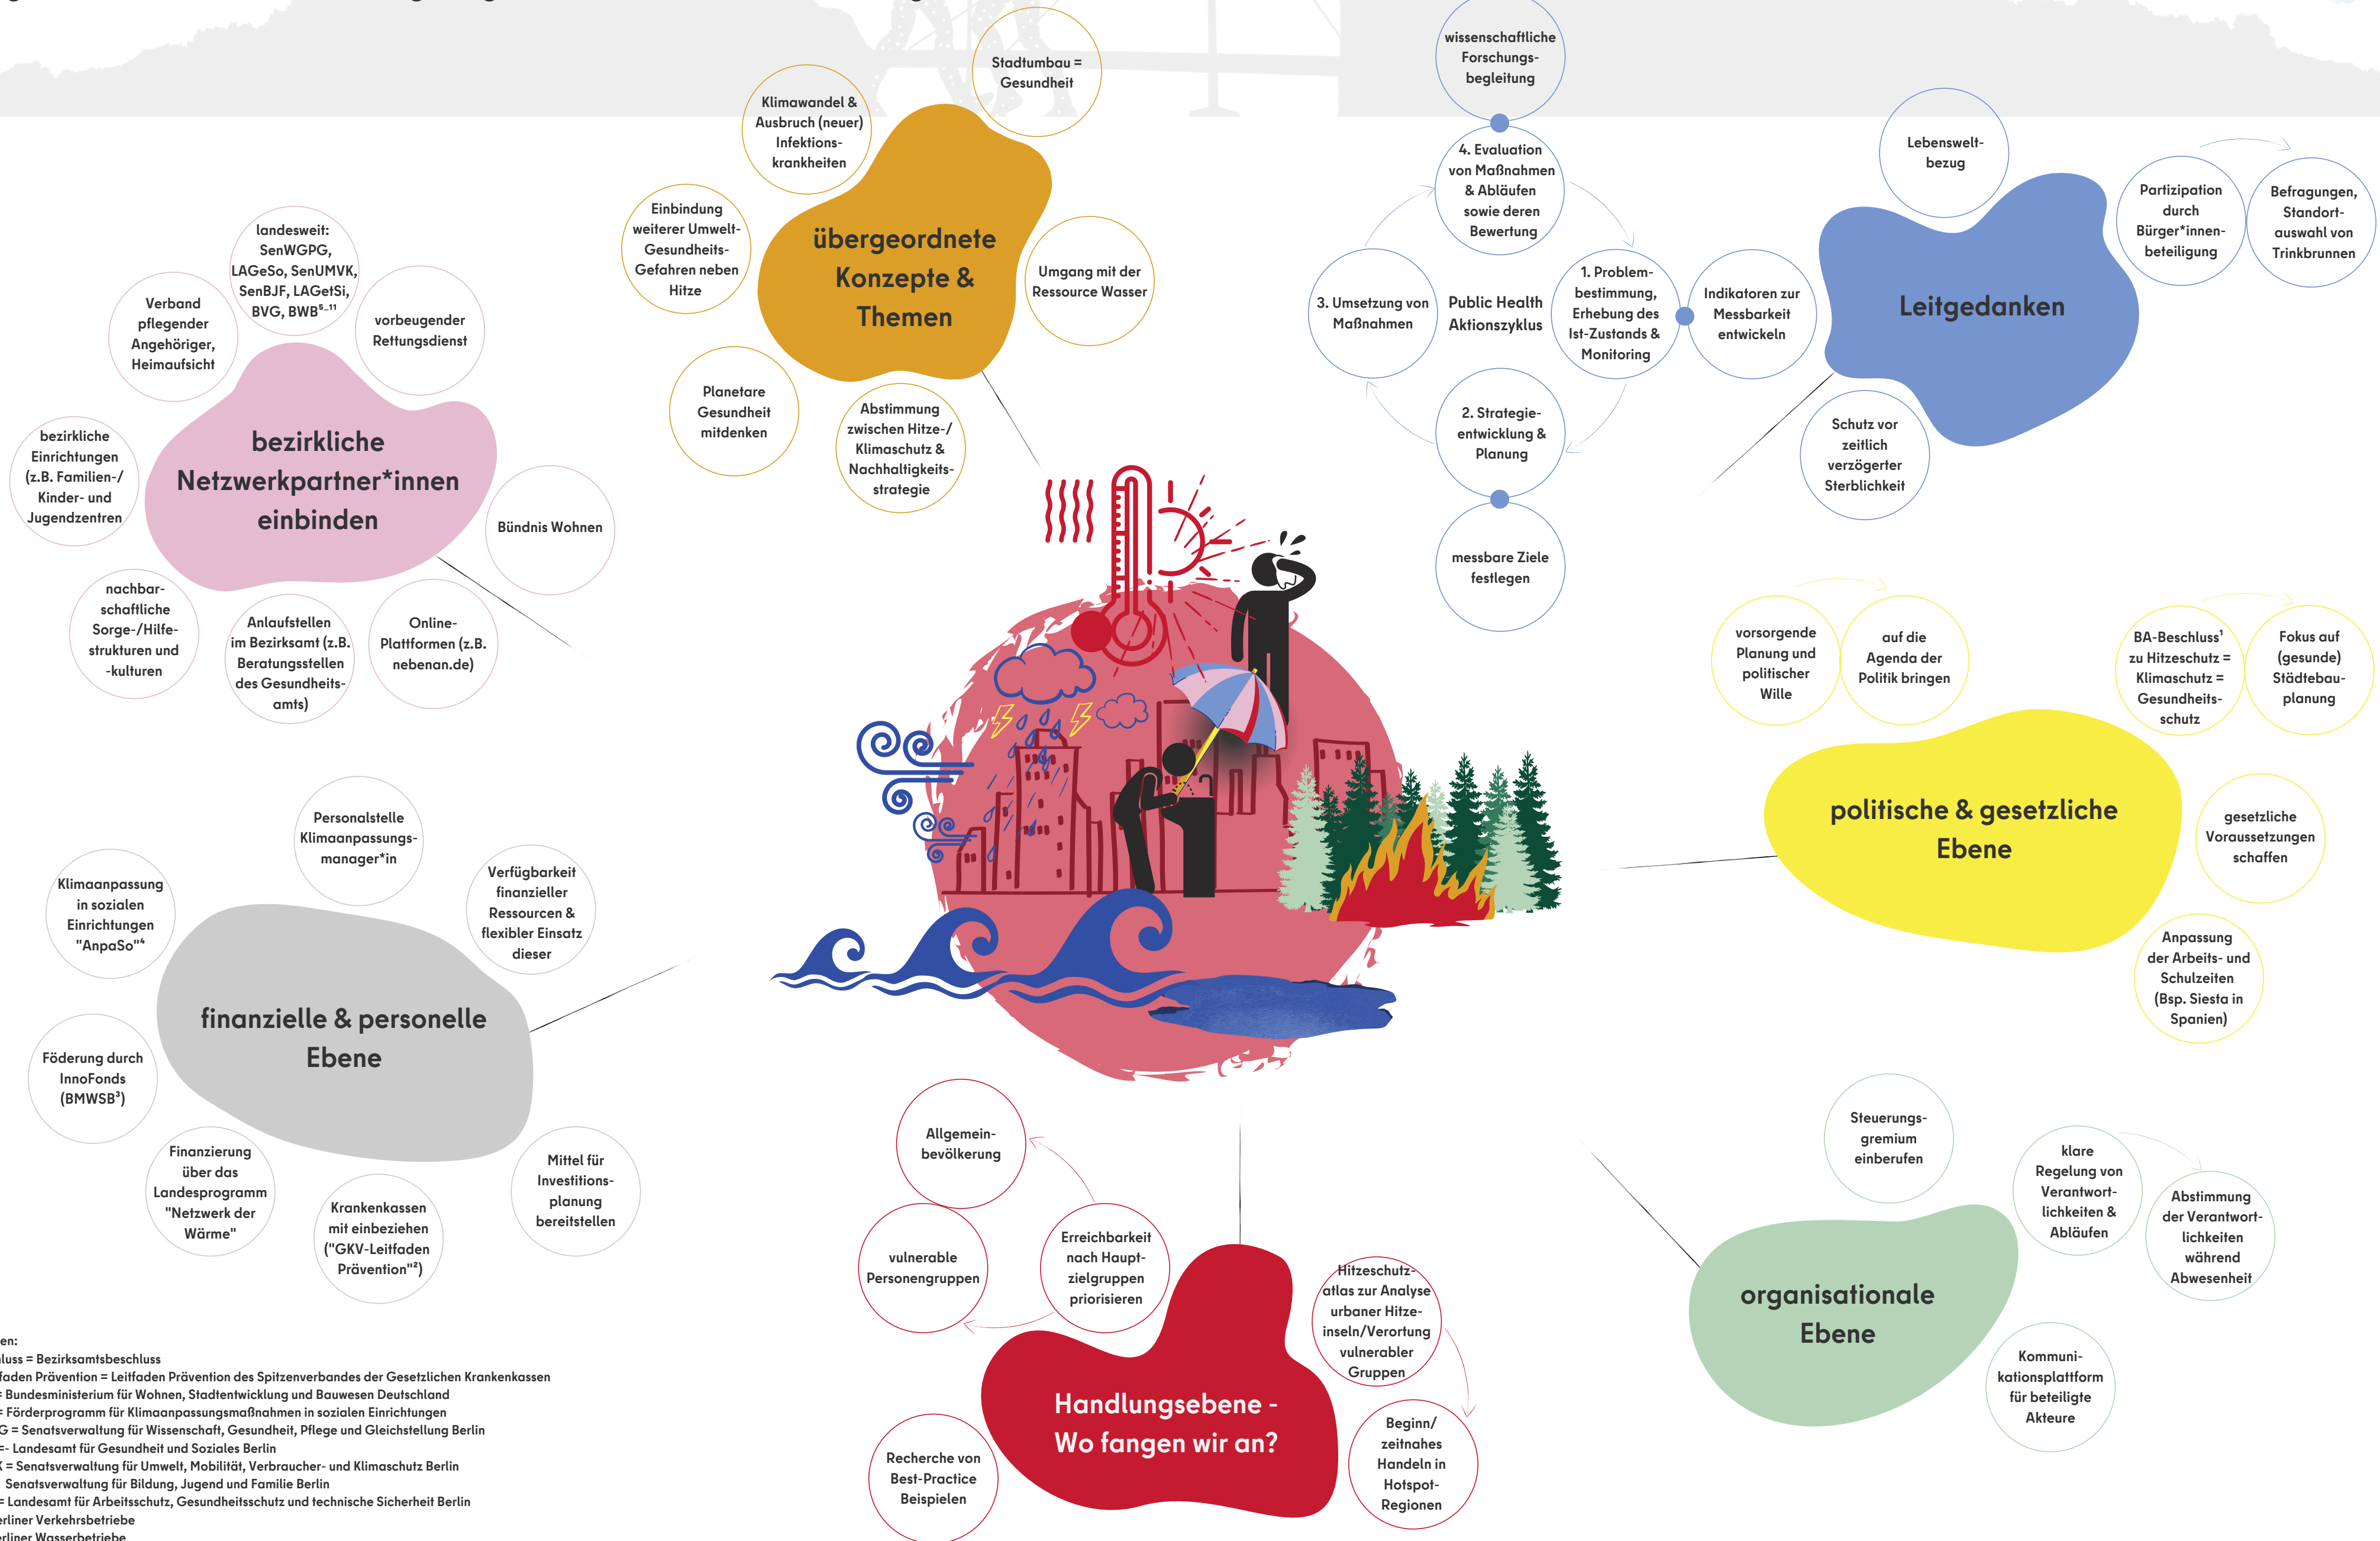 Stadtumbau =
Gesundheit
Klimawandel &
Ausbruch (neuer)
Infektions-
krankheiten
Einbindung
weiterer Umwelt-
Gesundheits-
Gefahren neben
Hitze
übergeordnete
Konzepte &
Themen
Umgang mit der
Ressource Wasser
Planetare
Gesundheit
mitdenken
Abstimmung
zwischen Hitze-/
Klimaschutz &
Nachhaltigkeits-
strategie
wissenschaftliche
Forschungs-
begleitung
4. Evaluation
von Maßnahmen
& Abläufen
sowie deren
Bewertung
3. Umsetzung von
Maßnahmen
Public Health
Aktionszyklus
1. Problem-
bestimmung,
Erhebung des
Ist-Zustands &
Monitoring
Indikatoren zur
Messbarkeit
entwickeln
2. Strategie-
entwicklung &
Planung
messbare Ziele
festlegen
Lebenswelt-
bezug
Partizipation
durch
Bürger*innen-
beteiligung
Befragungen,
Standort-
auswahl von
Trinkbrunnen
Leitgedanken
Schutz vor
zeitlich
verzögerter
Sterblichkeit
landesweit:
SenWGPG,
LAGeSo, SenUMVK,
SenBJF, LAGetSi,
BVG, BWB⁵⁻¹¹
Verband
pflegender
Angehöriger,
Heimaufsicht
vorbeugender
Rettungsdienst
bezirkliche
Einrichtungen
(z.B. Familien-/
Kinder- und
Jugendzentren
bezirkliche
Netzwerkpartner*innen
einbinden
Bündnis Wohnen
nachbar-
schaftliche
Sorge-/Hilfe-
strukturen und
-kulturen
Anlaufstellen
im Bezirksamt (z.B.
Beratungsstellen
des Gesundheits-
amts)
Online-
Plattformen (z.B.
nebenan.de)
vorsorgende
Planung und
politischer
Wille
auf die
Agenda der
Politik bringen
BA-Beschluss¹
zu Hitzeschutz =
Klimaschutz =
Gesundheits-
schutz
Fokus auf
(gesunde)
Städtebau-
planung
politische & gesetzliche
Ebene
gesetzliche
Voraussetzungen
schaffen
Anpassung
der Arbeits- und
Schulzeiten
(Bsp. Siesta in
Spanien)
Personalstelle
Klimaanpassungs-
manager*in
Klimaanpassung
in sozialen
Einrichtungen
"AnpaSo"⁴
Verfügbarkeit
finanzieller
Ressourcen &
flexibler Einsatz
dieser
finanzielle & personelle
Ebene
Föderung durch
InnoFonds
(BMWSB³)
Finanzierung
über das
Landesprogramm
"Netzwerk der
Wärme"
Krankenkassen
mit einbeziehen
("GKV-Leitfaden
Prävention"²)
Mittel für
Investitions-
planung
bereitstellen
Allgemein-
bevölkerung
vulnerable
Personengruppen
Erreichbarkeit
nach Haupt-
zielgruppen
priorisieren
Hitzeschutz-
atlas zur Analyse
urbaner Hitze-
inseln/Verortung
vulnerabler
Gruppen
Handlungsebene -
Wo fangen wir an?
Recherche von
Best-Practice
Beispielen
Beginn/
zeitnahes
Handeln in
Hotspot-
Regionen
Steuerungs-
gremium
einberufen
klare
Regelung von
Verantwort-
lichkeiten &
Abläufen
Abstimmung
der Verantwort-
lichkeiten
während
Abwesenheit
organisationale
Ebene
Kommuni-
kationsplattform
für beteiligte
Akteure
en:
luss = Bezirksamtsbeschluss
faden Prävention = Leitfaden Prävention des Spitzenverbandes der Gesetzlichen Krankenkassen
= Bundesministerium für Wohnen, Stadtentwicklung und Bauwesen Deutschland
= Förderprogramm für Klimaanpassungsmaßnahmen in sozialen Einrichtungen
G = Senatsverwaltung für Wissenschaft, Gesundheit, Pflege und Gleichstellung Berlin
=- Landesamt für Gesundheit und Soziales Berlin
K = Senatsverwaltung für Umwelt, Mobilität, Verbraucher- und Klimaschutz Berlin
Senatsverwaltung für Bildung, Jugend und Familie Berlin
= Landesamt für Arbeitsschutz, Gesundheitsschutz und technische Sicherheit Berlin
erliner Verkehrsbetriebe
erliner Wasserbetriebe